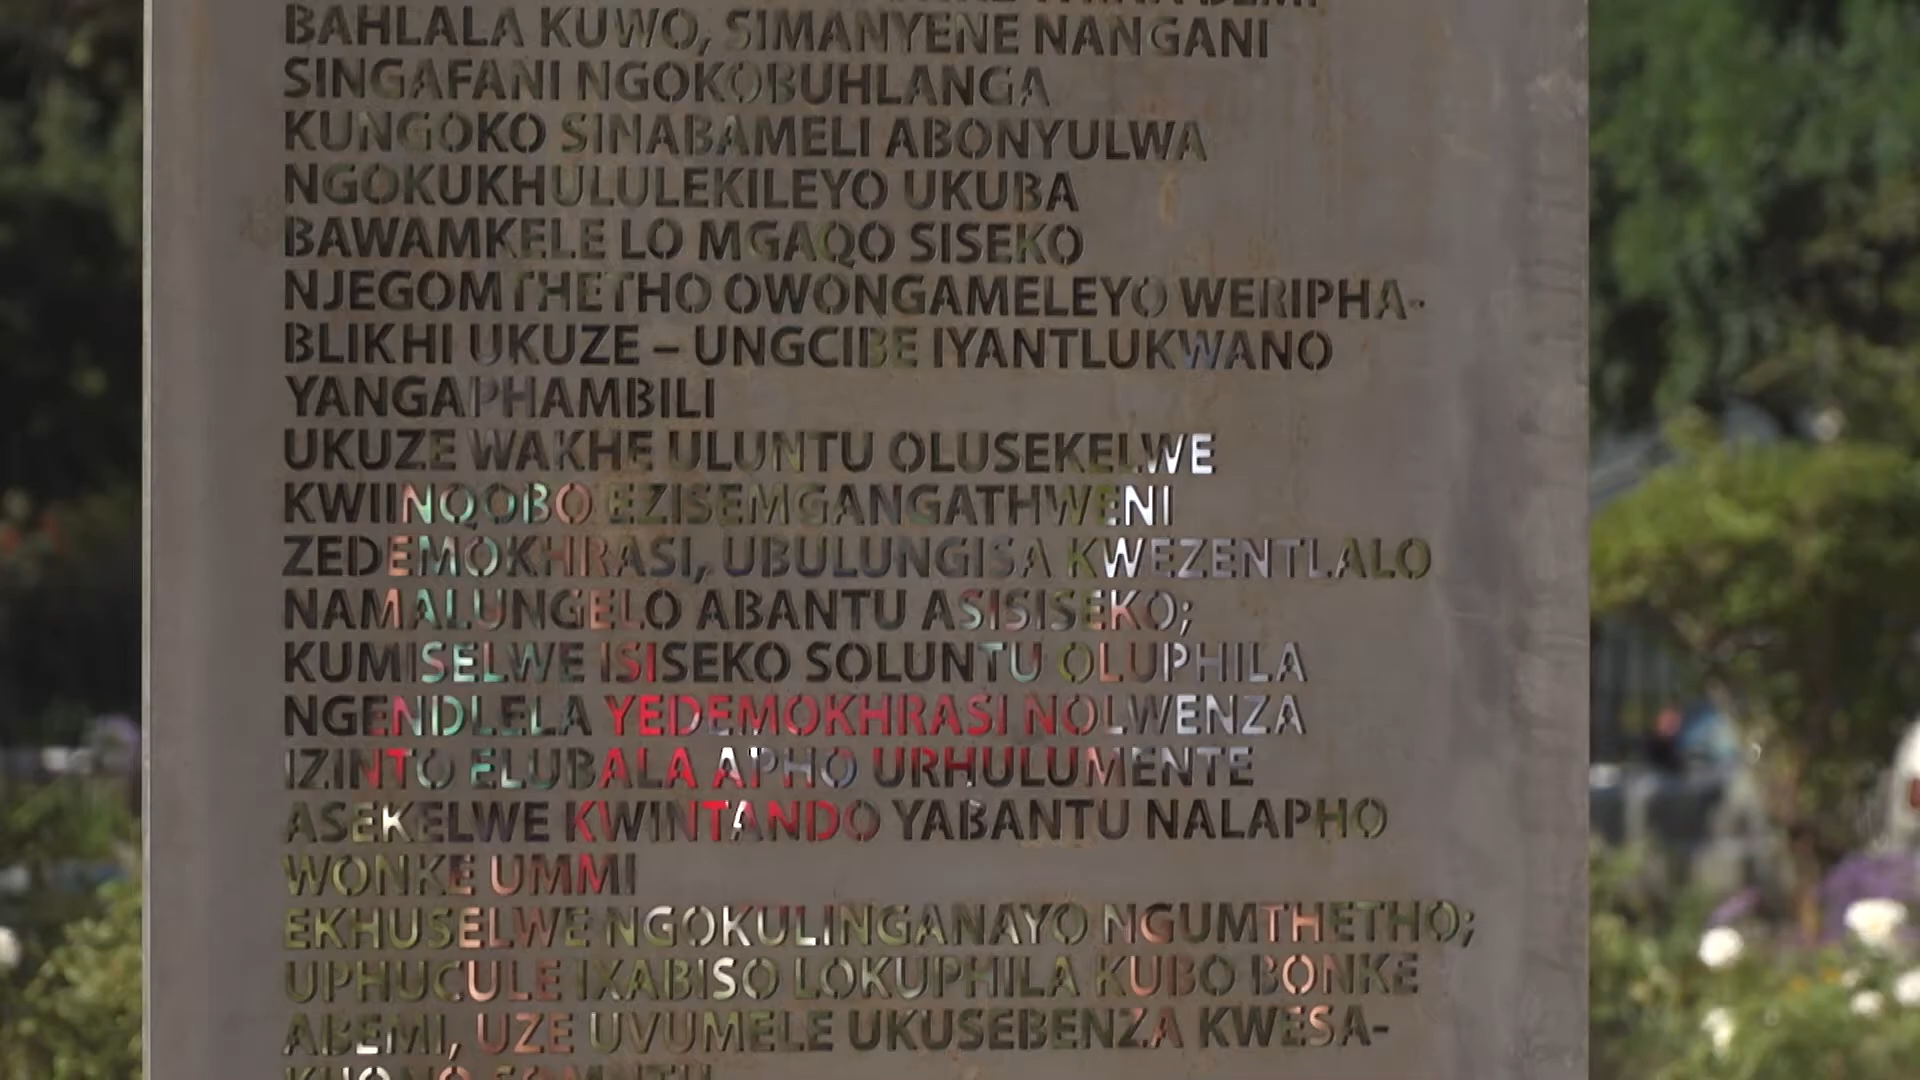 BAHLALA KUWO, SIMANYENE NANGANI
SINGAFANI NGOKOBUHLANGA
KUNGOKO SINABAMELI ABONYULWA
NGOKUKHULULEKILEYO UKUBA
BAWAMKELE LO MGAQO SISEKO
NJEGOMTHETHO OWONGAMELEYO WERIPHA-
BLIKHI UKUZE – UNGCIBE IYANTLUKWANO
YANGAPHAMBILI
UKUZE WAKHE ULUNTU OLUSEKELWE
KWIINQOBO EZISEMGANGATHWENI
ZEDEMOKHRASI, UBULUNGISA KWEZENTLALO
NAMALUNGELO ABANTU ASISISEKO;
KUMISELWE ISISEKO SOLUNTU OLUPHILA
NGENDLELA YEDEMOKHRASI NOLWENZA
IZINTO ELUBALA APHO URHULUMENTE
ASEKELWE KWINTANDO YABANTU NALAPHO
WONKE UMMI
EKHUSELWE NGOKULINGANAYO NGUMTHETHO;
UPHUCULE IXABISO LOKUPHILA KUBO BONKE
ABEMI, UZE UVUMELE UKUSEBENZA KWESA-